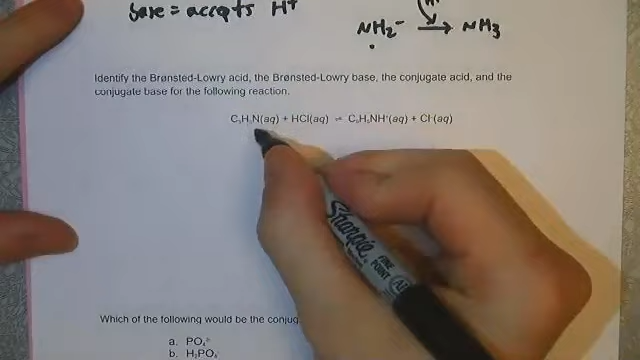 base = accepts H⁺
H⁺
NH₂⁻ → NH₃
Identify the Brønsted-Lowry acid, the Brønsted-Lowry base, the conjugate acid, and the
conjugate base for the following reaction.
C₅H₅N(aq) + HCl(aq) ⇌ C₅H₅NH⁺(aq) + Cl⁻(aq)
Sharpie
FINE
POINT
Which of the following would be the conjug
a. PO₄³⁻
b. H₂PO₄⁻